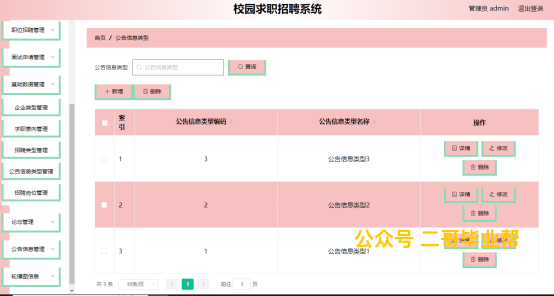 校园求职招聘系统
管理员 admin 退出登录
职位招聘管理
面试申请管理
基础数据管理
企业类型管理
求职意向管理
招聘类型管理
公告信息类型管理
招聘岗位管理
论坛管理
公告信息管理
轮播图信息
首页 / 公告信息类型
公告信息类型 公告信息类型 查询
+ 新增 删除
索引 公告信息类型编码 公告信息类型名称 操作
1 3 公告信息类型3 详情 修改 删除
2 2 公告信息类型2 详情 修改 删除
3 1 公告信息类型1 删除
公众号 二哥毕业帮
共 3 条 10条/页 < 1 > 前往 1 页